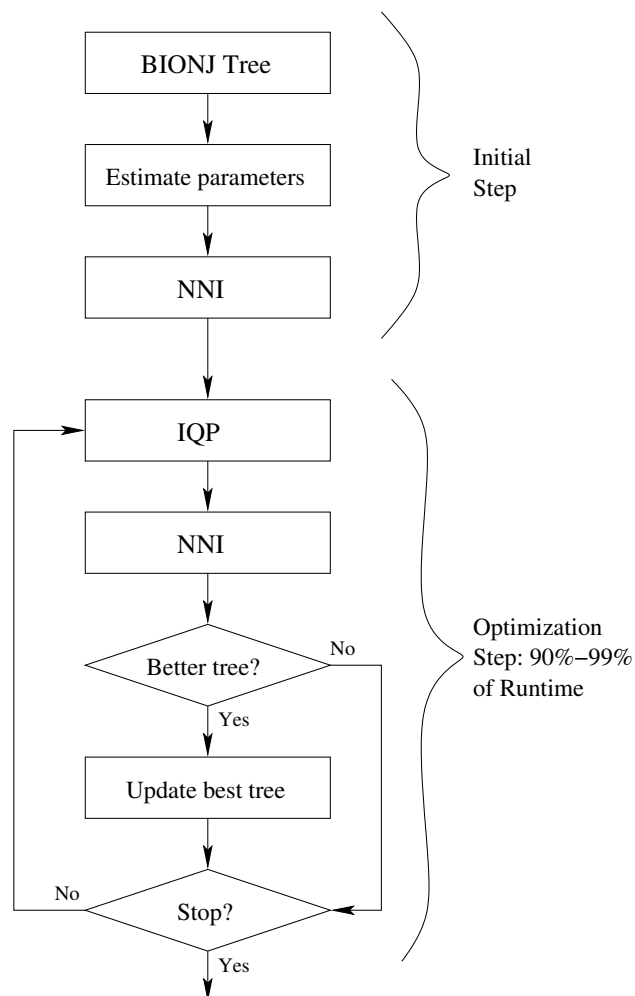 BIONJ Tree
Estimate parameters
NNI
Initial
Step
IQP
NNI
Better tree?
No
Yes
Update best tree
Optimization
Step: 90%−99%
of Runtime
No
Stop?
Yes